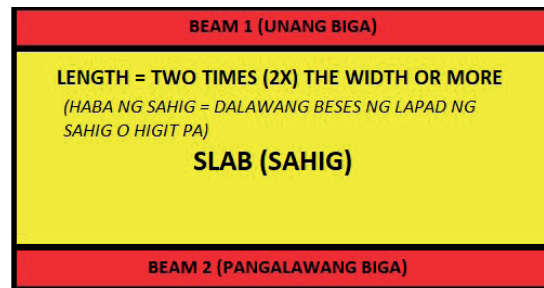 BEAM 1 (UNANG BIGA)
LENGTH = TWO TIMES (2X) THE WIDTH OR MORE
(HABA NG SAHIG = DALAWANG BESES NG LAPAD NG
SAHIG O HIGIT PA)
SLAB (SAHIG)
BEAM 2 (PANGALAWANG BIGA)